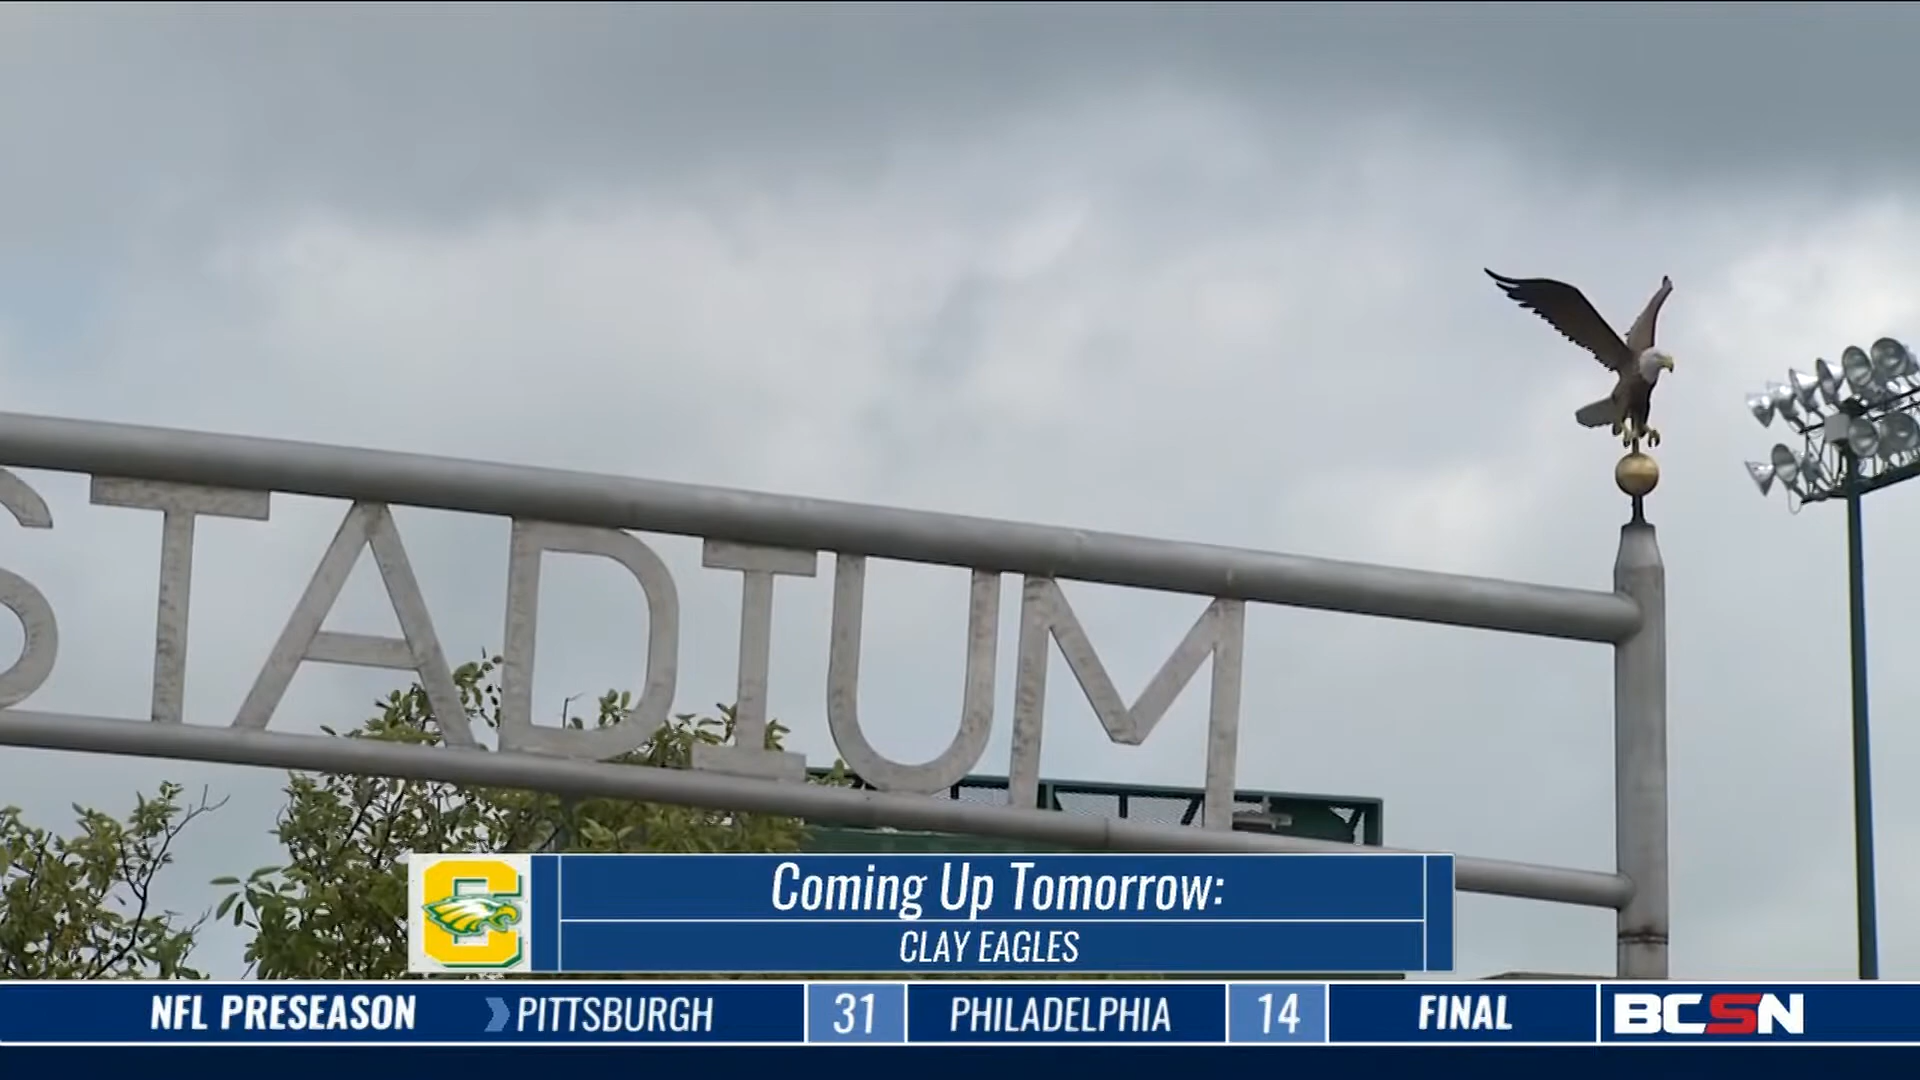 STADIUM
Coming Up Tomorrow:
CLAY EAGLES
NFL PRESEASON PITTSBURGH 31 PHILADELPHIA 14 FINAL BCSN